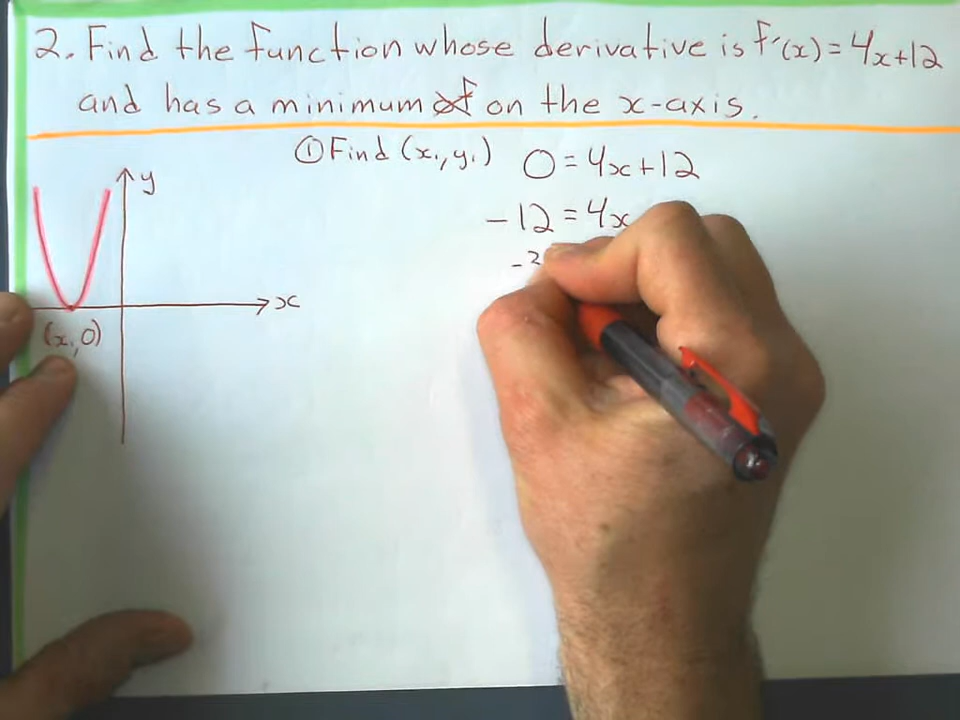 2. Find the function whose derivative is f'(x) = 4x+12
and has a minimum on the x-axis.
① Find (x₁, y₁) 0 = 4x+12
-12 = 4x
y
x
(x, 0)